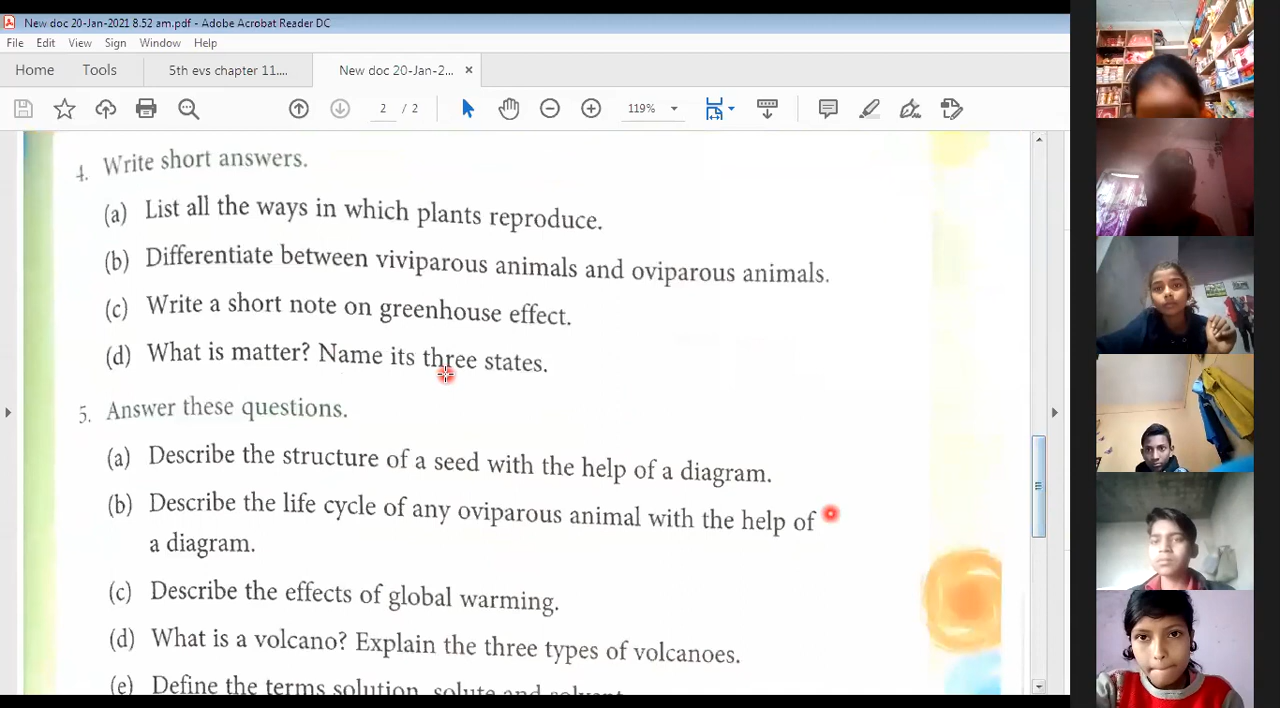 New doc 20-Jan-2021 8.52 am.pdf - Adobe Acrobat Reader DC
File Edit View Sign Window Help
Home Tools 5th evs chapter 11.... New doc 20-Jan-2... ×
2 / 2 119%
4. Write short answers.
(a) List all the ways in which plants reproduce.
(b) Differentiate between viviparous animals and oviparous animals.
(c) Write a short note on greenhouse effect.
(d) What is matter? Name its three states.
5. Answer these questions.
(a) Describe the structure of a seed with the help of a diagram.
(b) Describe the life cycle of any oviparous animal with the help of
a diagram.
(c) Describe the effects of global warming.
(d) What is a volcano? Explain the three types of volcanoes.
(e) Define the terms solution, solute and solvent